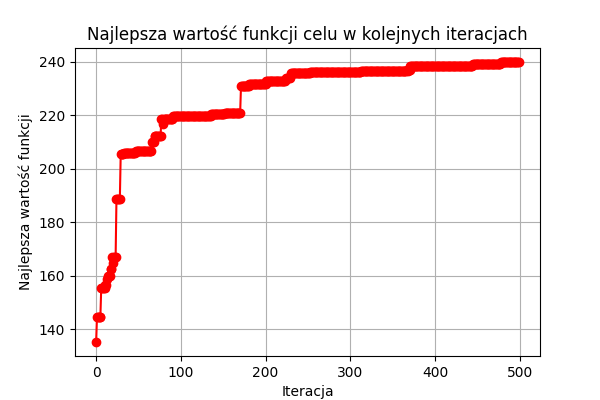 Najlepsza wartość funkcji celu w kolejnych iteracjach
Najlepsza wartość funkcji
240
220
200
180
160
140
0 100 200 300 400 500
Iteracja